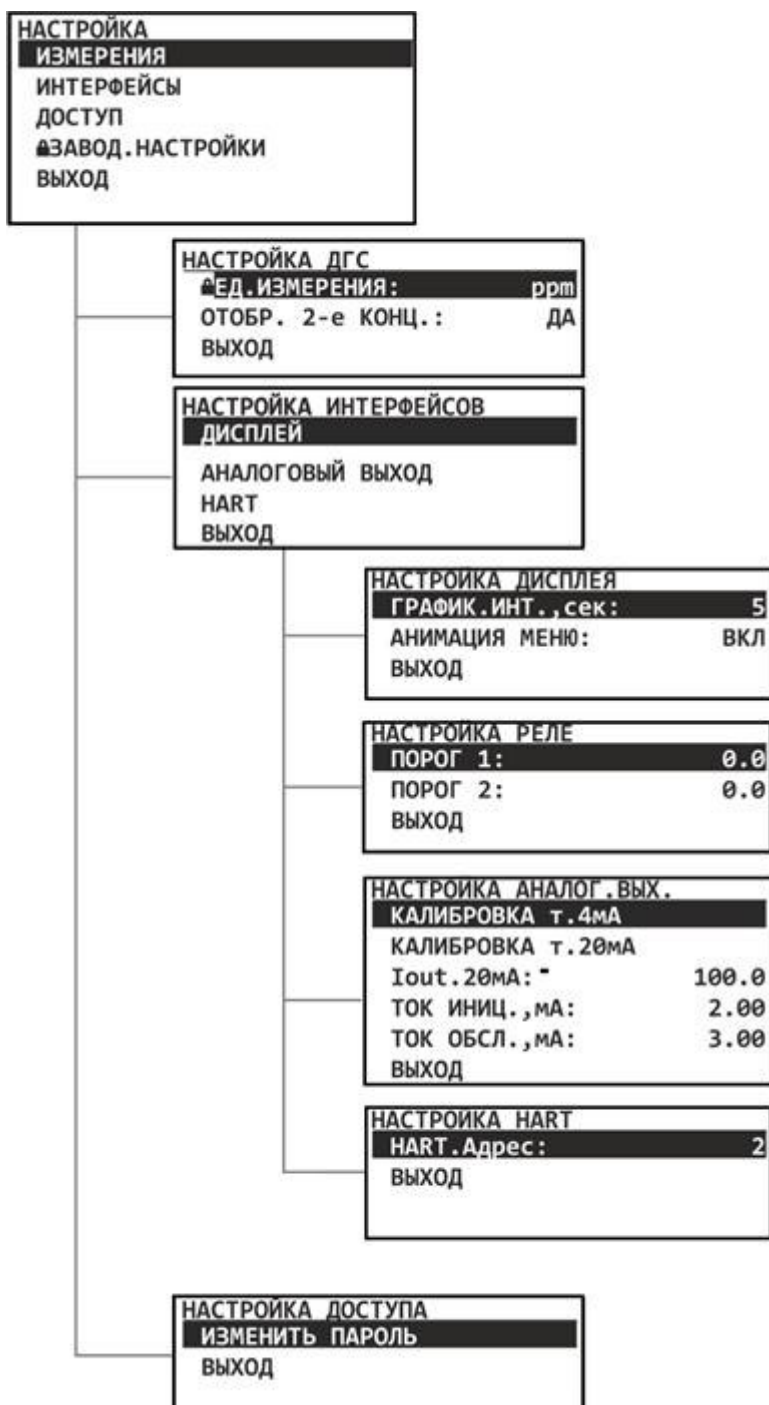 НАСТРОЙКА
ИЗМЕРЕНИЯ
ИНТЕРФЕЙСЫ
ДОСТУП
ЗАВОД.НАСТРОЙКИ
ВЫХОД
НАСТРОЙКА ДГС
ЕД.ИЗМЕРЕНИЯ: ppm
ОТОБР. 2-е КОНЦ.: ДА
ВЫХОД
НАСТРОЙКА ИНТЕРФЕЙСОВ
ДИСПЛЕЙ
АНАЛОГОВЫЙ ВЫХОД
HART
ВЫХОД
НАСТРОЙКА ДИСПЛЕЯ
ГРАФИК.ИНТ.,сек: 5
АНИМАЦИЯ МЕНЮ: ВКЛ
ВЫХОД
НАСТРОЙКА РЕЛЕ
ПОРОГ 1: 0.0
ПОРОГ 2: 0.0
ВЫХОД
НАСТРОЙКА АНАЛОГ.ВЫХ.
КАЛИБРОВКА т.4мА
КАЛИБРОВКА т.20мА
Iout.20мА:- 100.0
ТОК ИНИЦ.,мА: 2.00
ТОК ОБСЛ.,мА: 3.00
ВЫХОД
НАСТРОЙКА HART
HART.Адрес: 2
ВЫХОД
НАСТРОЙКА ДОСТУПА
ИЗМЕНИТЬ ПАРОЛЬ
ВЫХОД